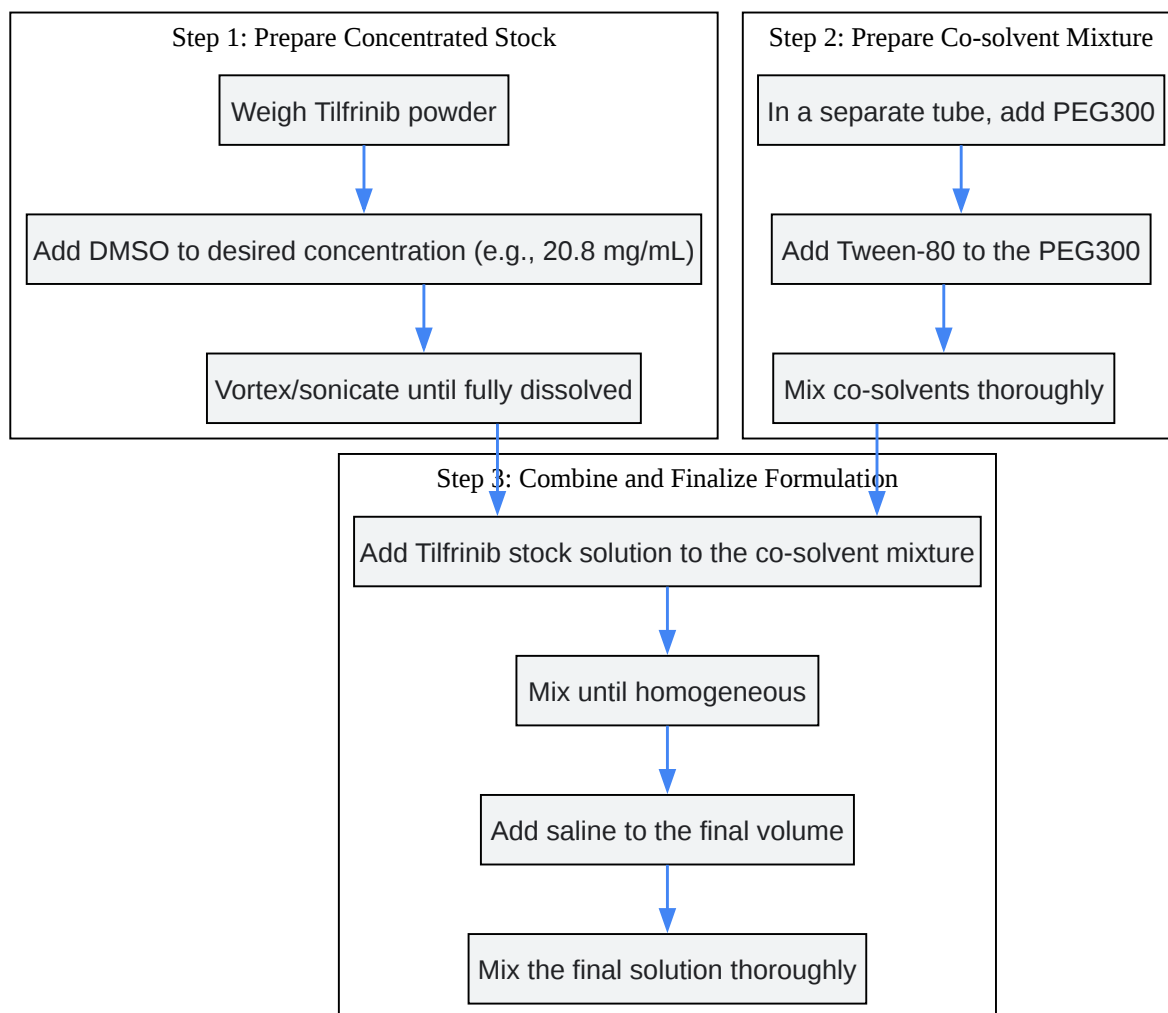 Step 1: Prepare Concentrated Stock
Weigh Tilfrinib powder
Add DMSO to desired concentration (e.g., 20.8 mg/mL)
Vortex/sonicate until fully dissolved
Step 2: Prepare Co-solvent Mixture
In a separate tube, add PEG300
Add Tween-80 to the PEG300
Mix co-solvents thoroughly
Step 3: Combine and Finalize Formulation
Add Tilfrinib stock solution to the co-solvent mixture
Mix until homogeneous
Add saline to the final volume
Mix the final solution thoroughly